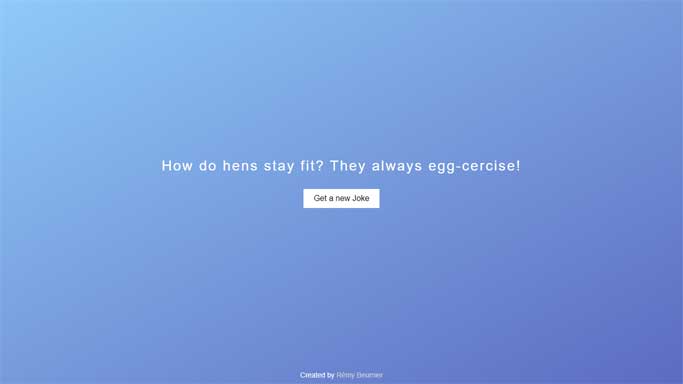 How do hens stay fit? They always egg-cercise!
Get a new Joke
Created by Rémy Beumier